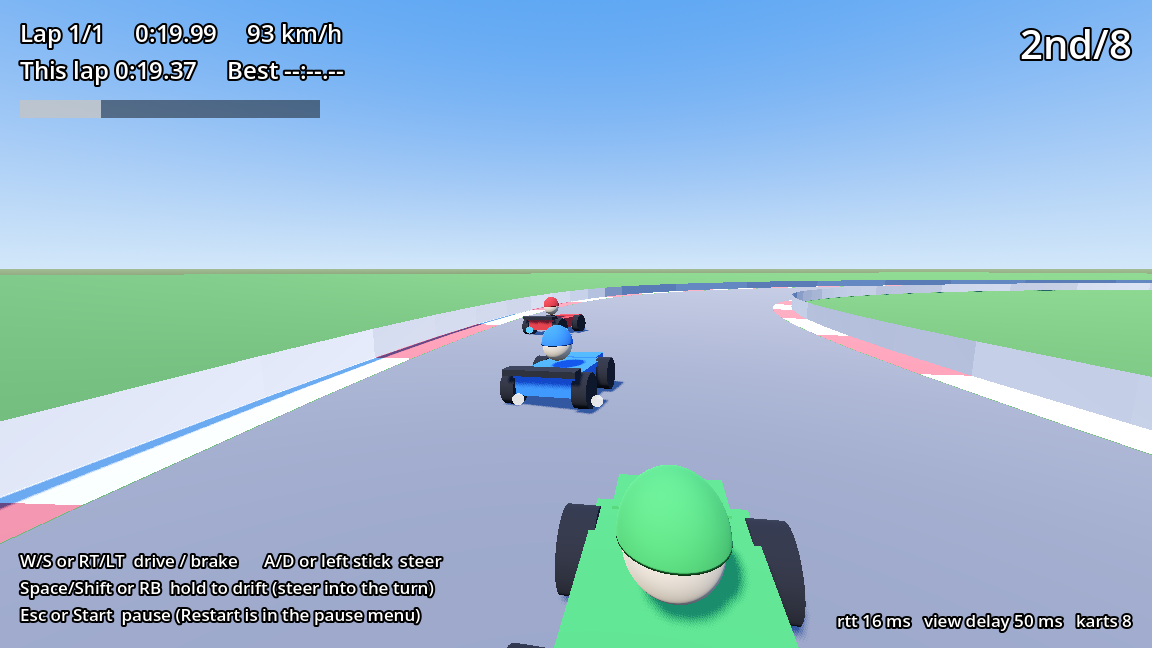 Lap 1/1 0:19.99 93 km/h
2nd/8
This lap 0:19.37 Best --:--.--
W/S or RT/LT drive / brake A/D or left stick steer
Space/Shift or RB hold to drift (steer into the turn)
Esc or Start pause (Restart is in the pause menu)
rtt 16 ms view delay 50 ms karts 8